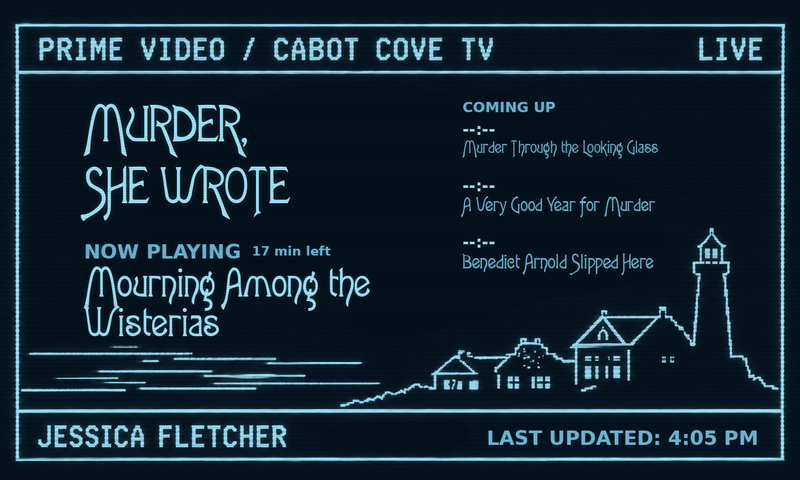 PRIME VIDEO / CABOT COVE TV
LIVE
MURDER,
SHE WROTE
NOW PLAYING 17 min left
Mourning Among the
Wisterias
COMING UP
--:--
Murder Through the Looking Glass
--:--
A Very Good Year for Murder
--:--
Benedict Arnold Slipped Here
JESSICA FLETCHER
LAST UPDATED: 4:05 PM